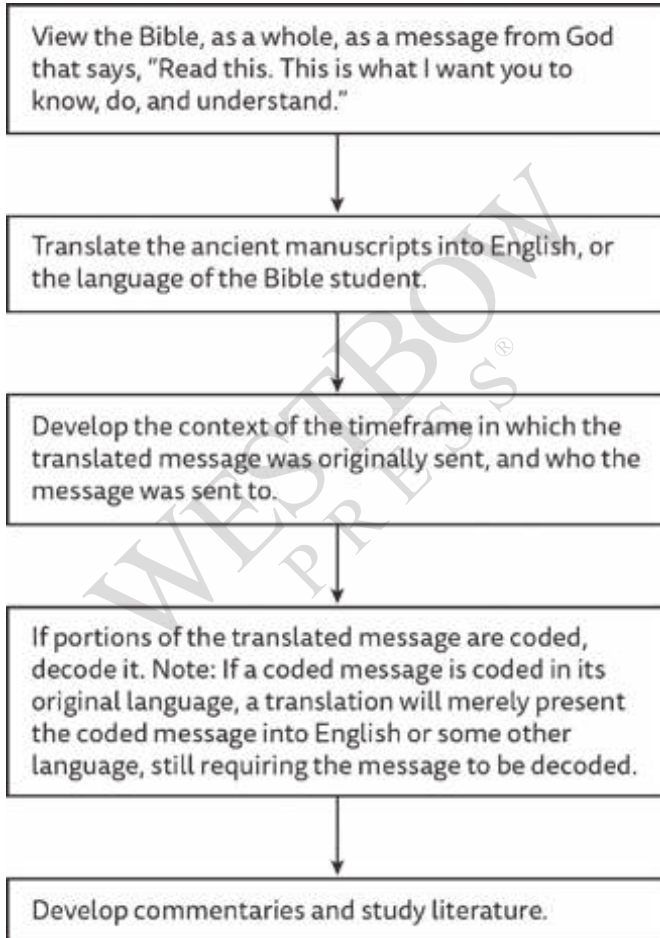 View the Bible, as a whole, as a message from God
that says, “Read this. This is what I want you to
know, do, and understand.”
Translate the ancient manuscripts into English, or
the language of the Bible student.
Develop the context of the timeframe in which the
translated message was originally sent, and who the
message was sent to.
If portions of the translated message are coded,
decode it. Note: If a coded message is coded in its
original language, a translation will merely present
the coded message into English or some other
language, still requiring the message to be decoded.
Develop commentaries and study literature.
WESTBOW
PRESS®